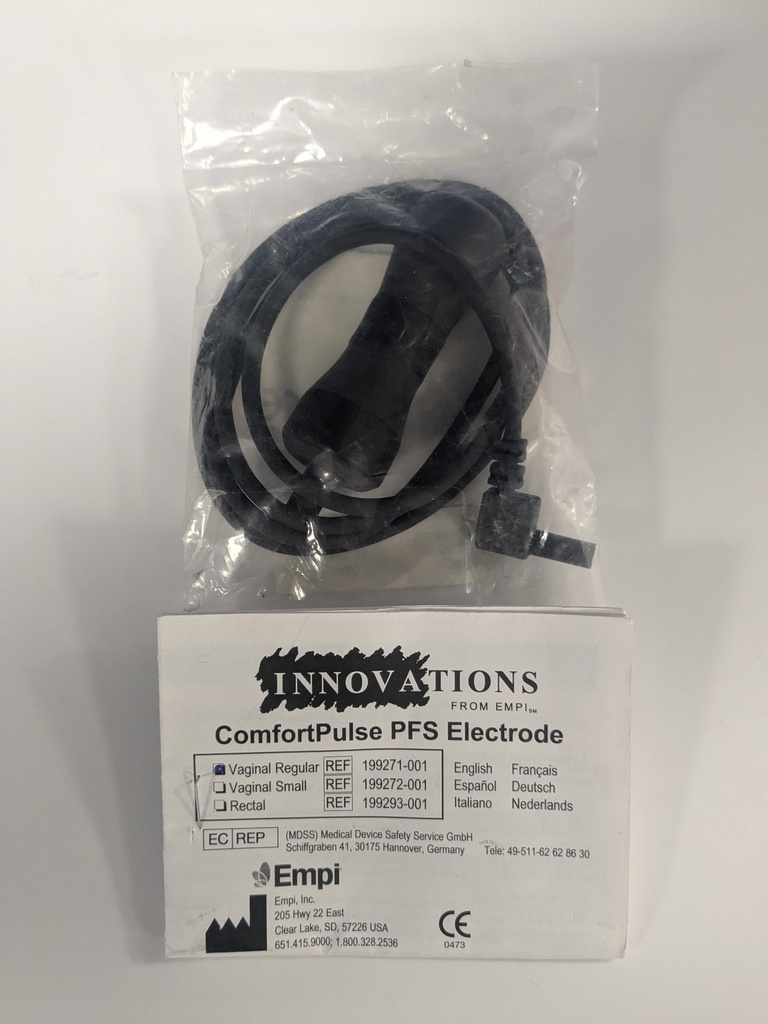 INNOVATIONS
FROM EMPI SM
ComfortPulse PFS Electrode
Vaginal Regular REF 199271-001
Vaginal Small REF 199272-001
Rectal REF 199293-001
English Français
Español Deutsch
Italiano Nederlands
EC REP
(MDSS) Medical Device Safety Service GmbH
Schiffgraben 41, 30175 Hannover, Germany Tele: 49-511-62 62 86 30
Empi
Empi, Inc.
205 Hwy 22 East
Clear Lake, SD, 57226 USA
651.415.9000; 1.800.328.2536
CE
0473